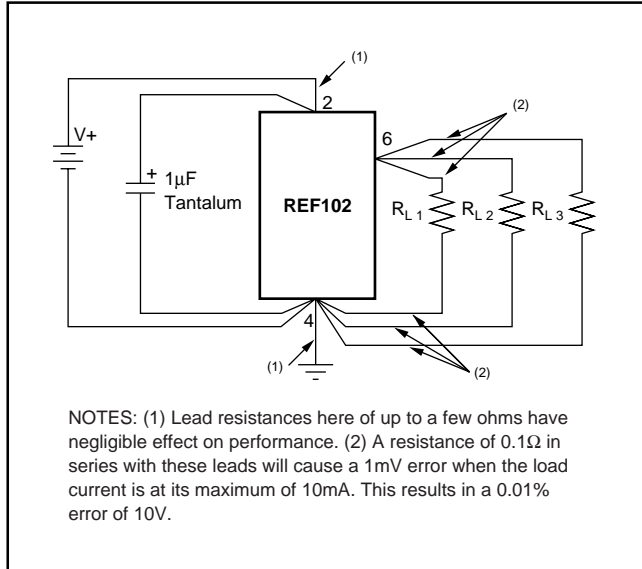 (1)
2
V+
6
(2)
+
1μF
Tantalum
REF102
R L 1
R L 2
R L 3
4
(1)
(2)
NOTES: (1) Lead resistances here of up to a few ohms have
negligible effect on performance. (2) A resistance of 0.1Ω in
series with these leads will cause a 1mV error when the load
current is at its maximum of 10mA. This results in a 0.01%
error of 10V.